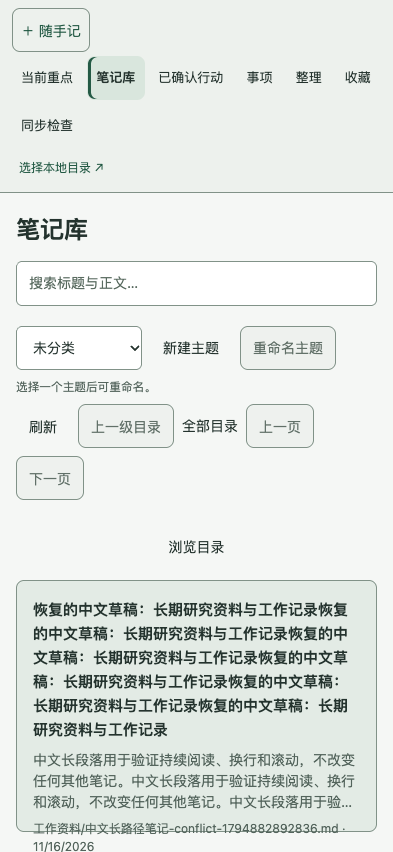 ＋ 随手记
当前重点 笔记库 已确认行动 事项 整理 收藏
同步检查
选择本地目录 ↗
笔记库
搜索标题与正文...
未分类 新建主题 重命名主题
选择一个主题后可重命名。
刷新 上一级目录 全部目录 上一页
下一页
浏览目录
恢复的中文草稿：长期研究资料与工作记录恢复
的中文草稿：长期研究资料与工作记录恢复的中
文草稿：长期研究资料与工作记录恢复的中文草
稿：长期研究资料与工作记录恢复的中文草稿：
长期研究资料与工作记录恢复的中文草稿：长期
研究资料与工作记录
中文长段落用于验证持续阅读、换行和滚动，不改变
任何其他笔记。中文长段落用于验证持续阅读、换行
和滚动，不改变任何其他笔记。中文长段落用于验...
工作资料/中文长路径笔记-conflict-1794882892836.md ·
11/16/2026